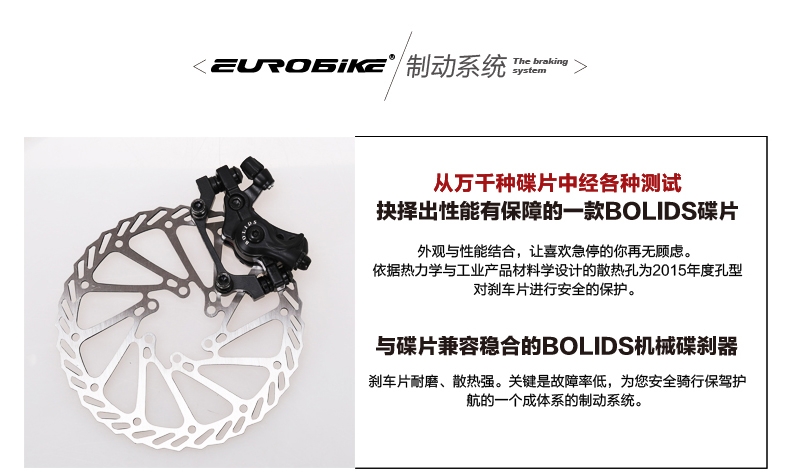 EUROBIKE® 制动系统 The braking system
从万千种碟片中经各种测试
抉择出性能有保障的一款BOLIDS碟片
外观与性能结合，让喜欢急停的你再无顾虑。
依据热力学与工业产品材料学设计的散热孔为2015年度孔型
对刹车片进行安全的保护。
与碟片兼容稳合的BOLIDS机械碟刹器
刹车片耐磨、散热强。关键是故障率低，为您安全骑行保驾护
航的一个成体系的制动系统。
BOLIDS